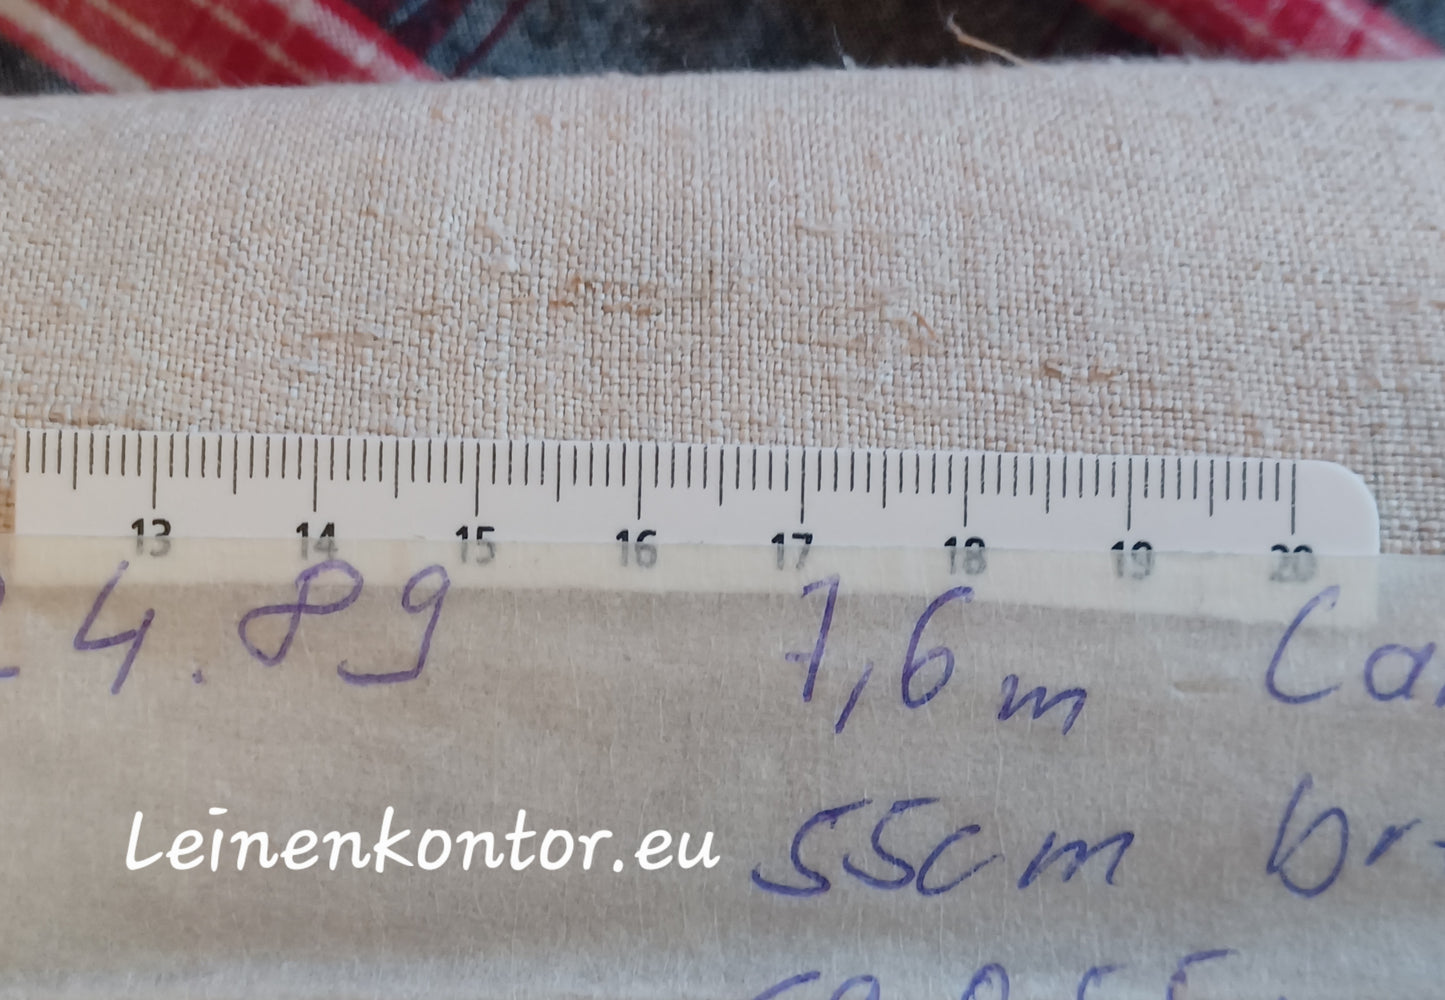 13 14 15 16 17 18 19 20
4.89 7,6 m
55cm
Leinenkontor.eu